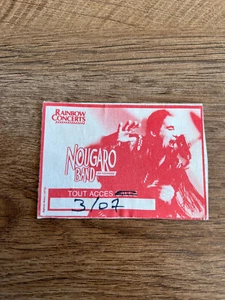 RAINBOW
CONCERTS
NOUGARO
BAND
TOUT ACCES
3/07